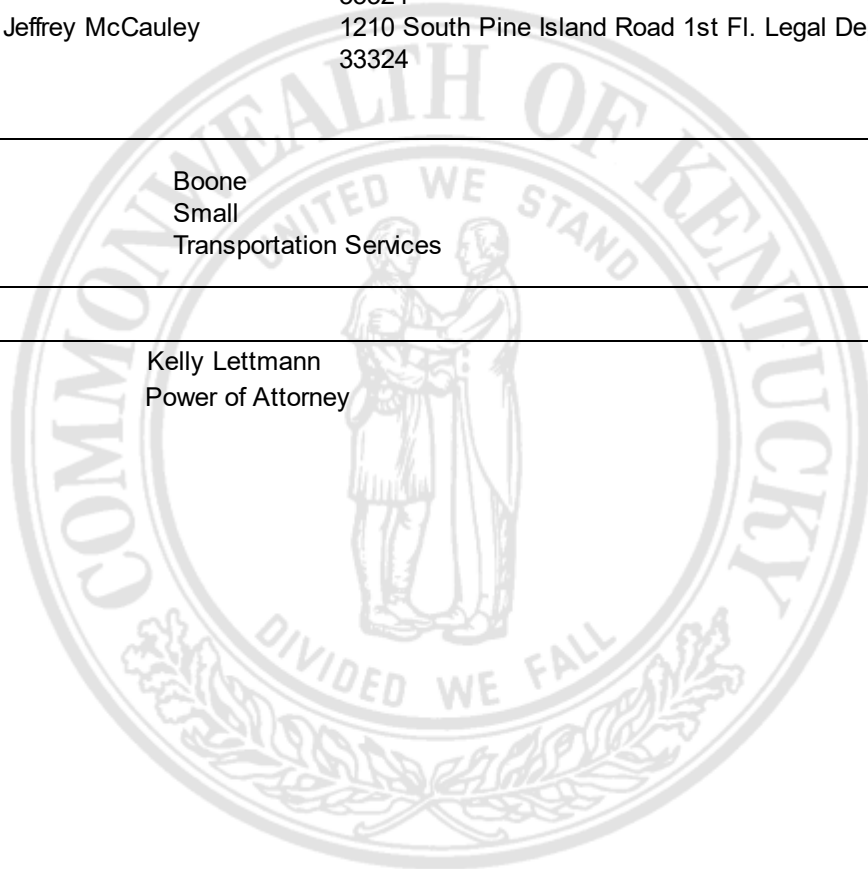 Jeffrey McCauley 1210 South Pine Island Road 1st Fl. Legal De
33324
Boone
Small
Transportation Services
Kelly Lettmann
Power of Attorney
COMMONWEALTH OF KENTUCKY
UNITED WE STAND
DIVIDED WE FALL